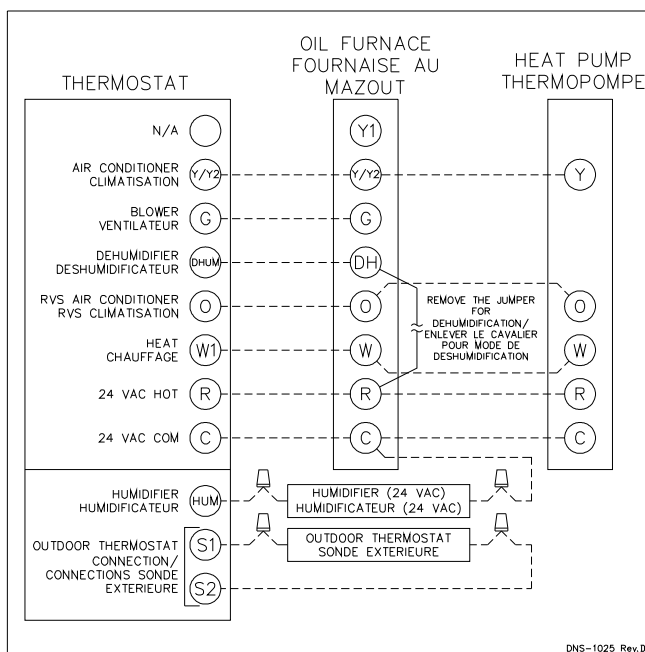 THERMOSTAT
OIL FURNACE
FOURNAISE AU
MAZOUT
HEAT PUMP
THERMOPOMPE
N/A
Y1
AIR CONDITIONER
CLIMATISATION
Y/Y2
Y/Y2
Y
BLOWER
VENTILATEUR
G
G
DEHUMIDIFIER
DESHUMIDIFICATEUR
DHUM
DH
RVS AIR CONDITIONER
RVS CLIMATISATION
O
O
O
REMOVE THE JUMPER
FOR
DEHUMIDIFICATION/
ENLEVER LE CAVALIER
POUR MODE DE
DESHUMIDIFICATION
HEAT
CHAUFFAGE
W1
W
W
24 VAC HOT
R
R
R
24 VAC COM
C
C
C
HUMIDIFIER
HUMIDIFICATEUR
HUM
HUMIDIFIER (24 VAC)
HUMIDIFICATEUR (24 VAC)
OUTDOOR THERMOSTAT
CONNECTION/
CONNECTIONS SONDE
EXTERIEURE
S1
S2
OUTDOOR THERMOSTAT
SONDE EXTERIEURE
DNS-1025 Rev.D